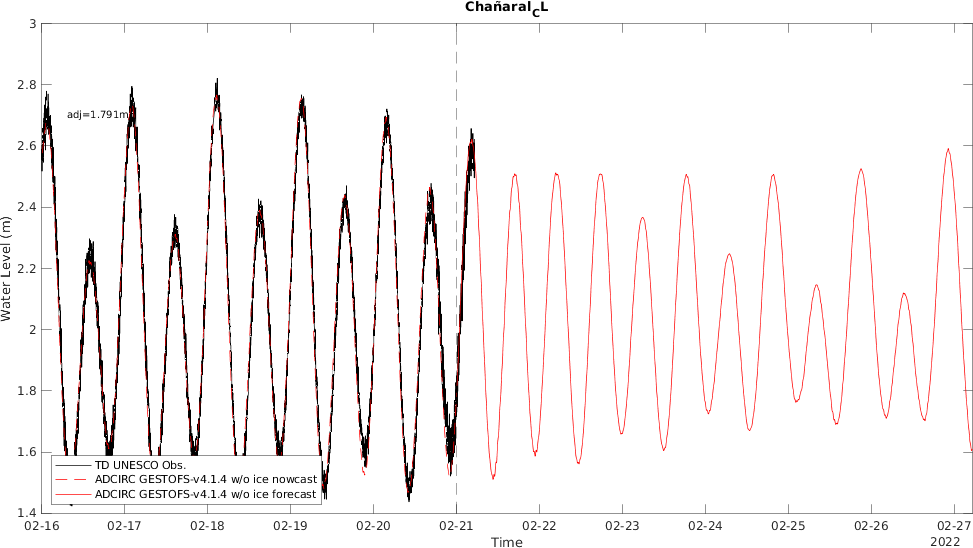 Chañaral_CL
3
2.8
adj=1.791m
2.6
2.4
2.2
2
1.8
1.6
1.4
Water Level (m)
TD UNESCO Obs.
ADCIRC GESTOFS-v4.1.4 w/o ice nowcast
ADCIRC GESTOFS-v4.1.4 w/o ice forecast
02-16 02-17 02-18 02-19 02-20 02-21 02-22 02-23 02-24 02-25 02-26 02-27
Time
2022